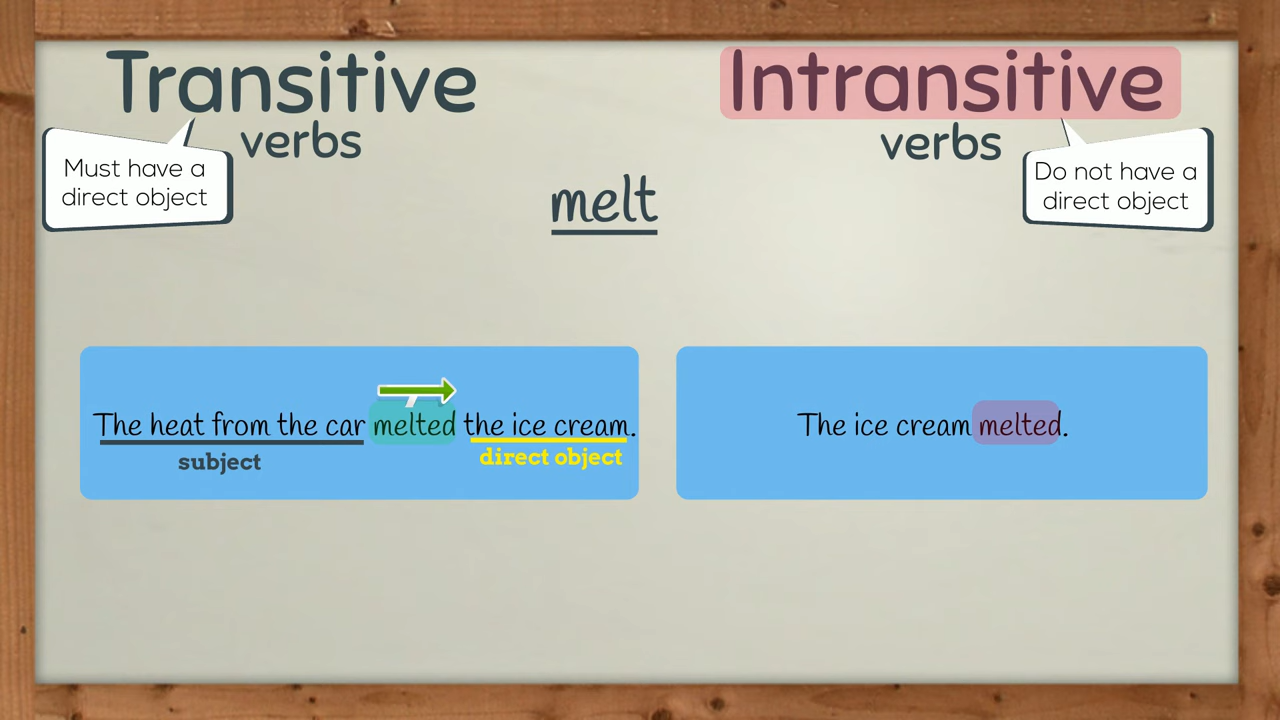 Transitive
verbs
Must have a
direct object
Intransitive
verbs
Do not have a
direct object
melt
The heat from the car melted the ice cream.
subject
direct object
The ice cream melted.